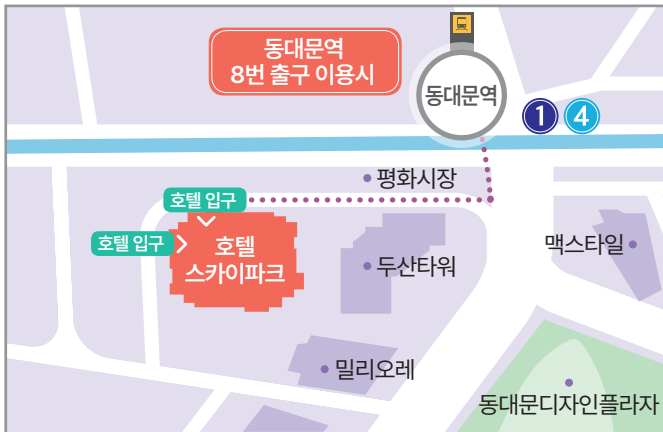 동대문역
8번 출구 이용시
동대문역
1 4
평화시장
호텔 입구
호텔 입구
호텔
스카이파크
두산타워
맥스타일
밀리오레
동대문디자인플라자